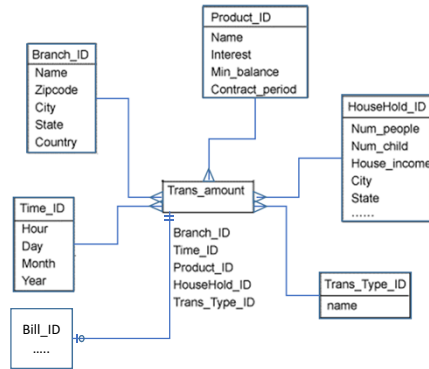 Product_ID
Name
Interest
Min_balance
Contract_period
Branch_ID
Name
Zipcode
City
State
Country
HouseHold_ID
Num_people
Num_child
House_income
City
State
......
Trans_amount
Branch_ID
Time_ID
Product_ID
HouseHold_ID
Trans_Type_ID
Time_ID
Hour
Day
Month
Year
Trans_Type_ID
name
Bill_ID
.....